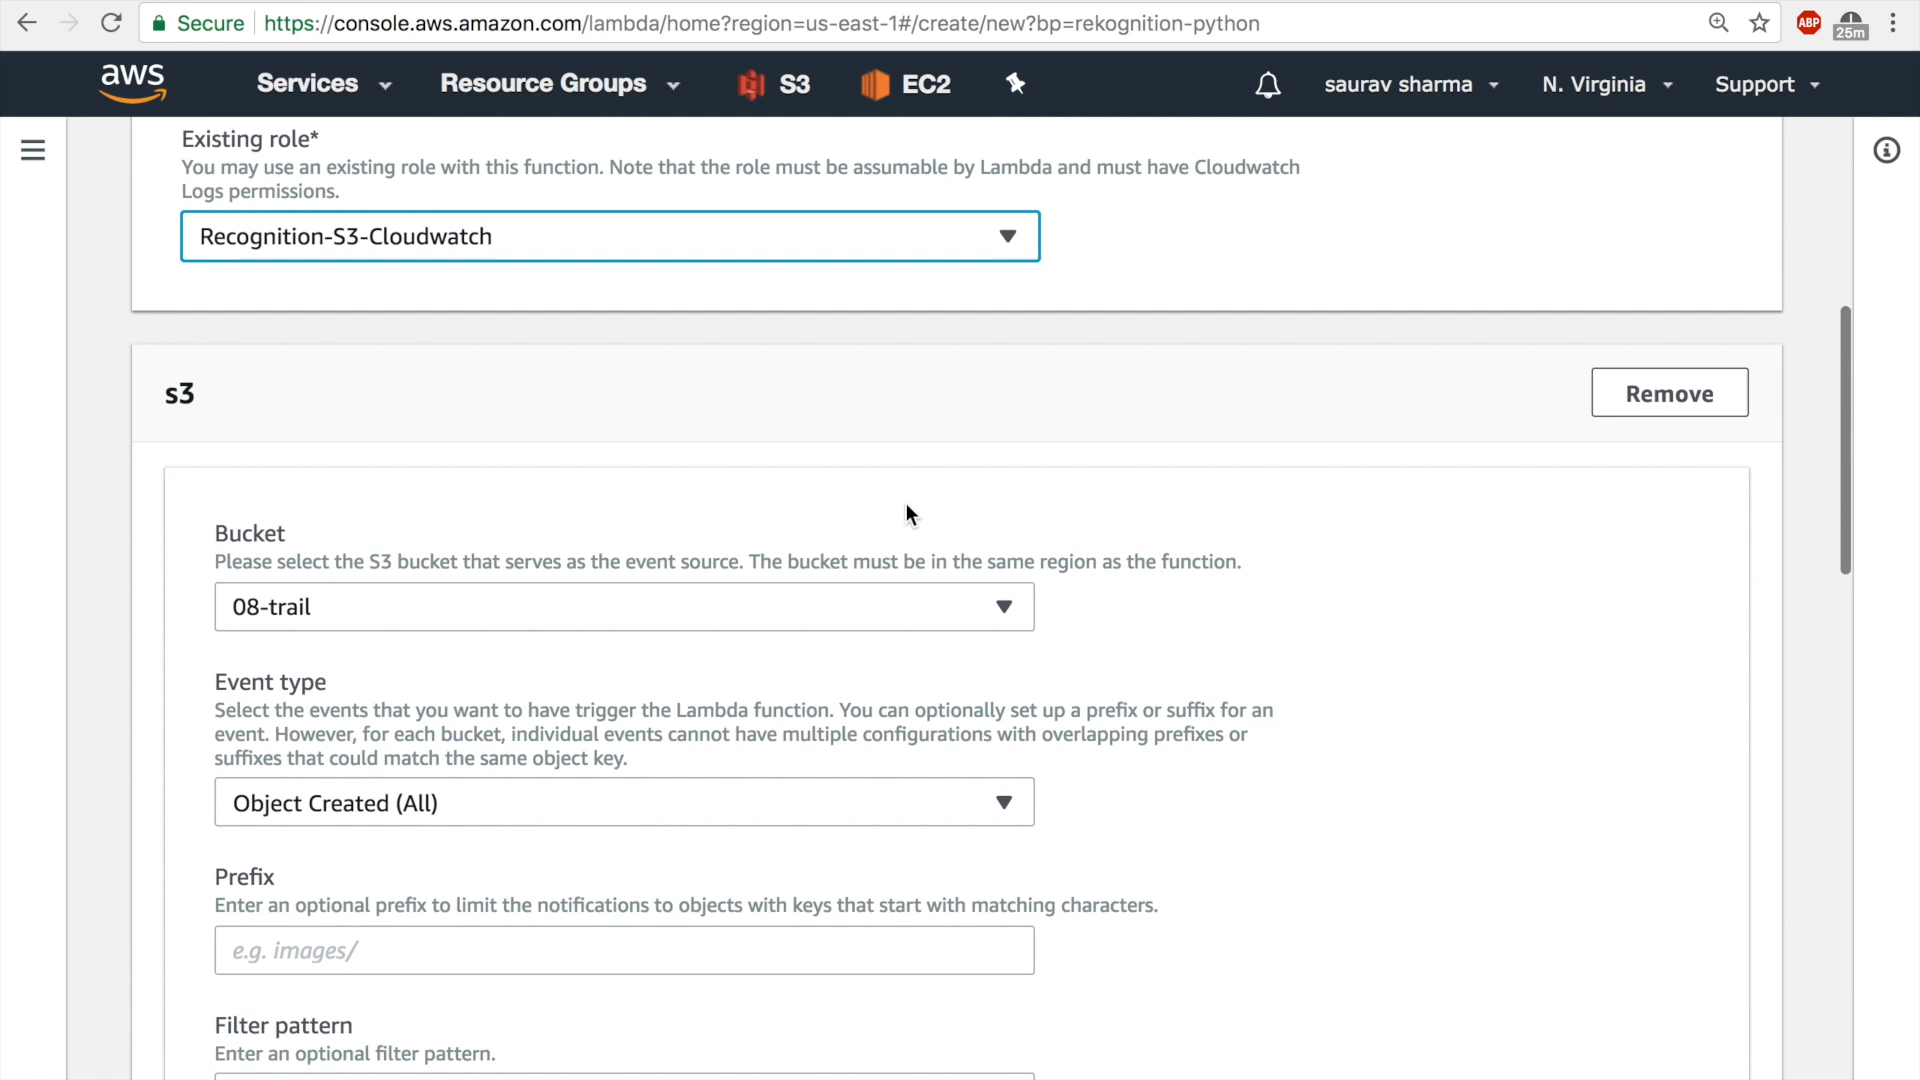 Secure https://console.aws.amazon.com/lambda/home?region=us-east-1#/create/new?bp=rekognition-python ABP 25m
aws Services Resource Groups S3 EC2 saurav sharma N. Virginia Support
Existing role*
You may use an existing role with this function. Note that the role must be assumable by Lambda and must have Cloudwatch
Logs permissions.
Recognition-S3-Cloudwatch
s3 Remove
Bucket
Please select the S3 bucket that serves as the event source. The bucket must be in the same region as the function.
08-trail
Event type
Select the events that you want to have trigger the Lambda function. You can optionally set up a prefix or suffix for an
event. However, for each bucket, individual events cannot have multiple configurations with overlapping prefixes or
suffixes that could match the same object key.
Object Created (All)
Prefix
Enter an optional prefix to limit the notifications to objects with keys that start with matching characters.
e.g. images/
Filter pattern
Enter an optional filter pattern.